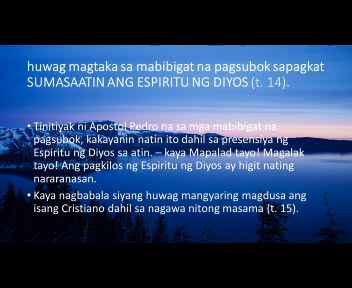 huwag magtaka sa mabibigat na pagsubok sapagkat
SUMASAATIN ANG ESPIRITU NG DIYOS (t. 14).
• Tinitiyak ni Apostol Pedro na sa mga mabibigat na
pagsubok, kakayanin natin ito dahil sa presensiya ng
Espiritu ng Diyos sa atin. – kaya Mapalad tayo! Magalak
tayo! Ang pagkilos ng Espiritu ng Diyos ay higit nating
nararanasan.
• Kaya nagbabala siyang huwag mangyaring magdusa ang
isang Cristiano dahil sa nagawa nitong masama (t. 15).